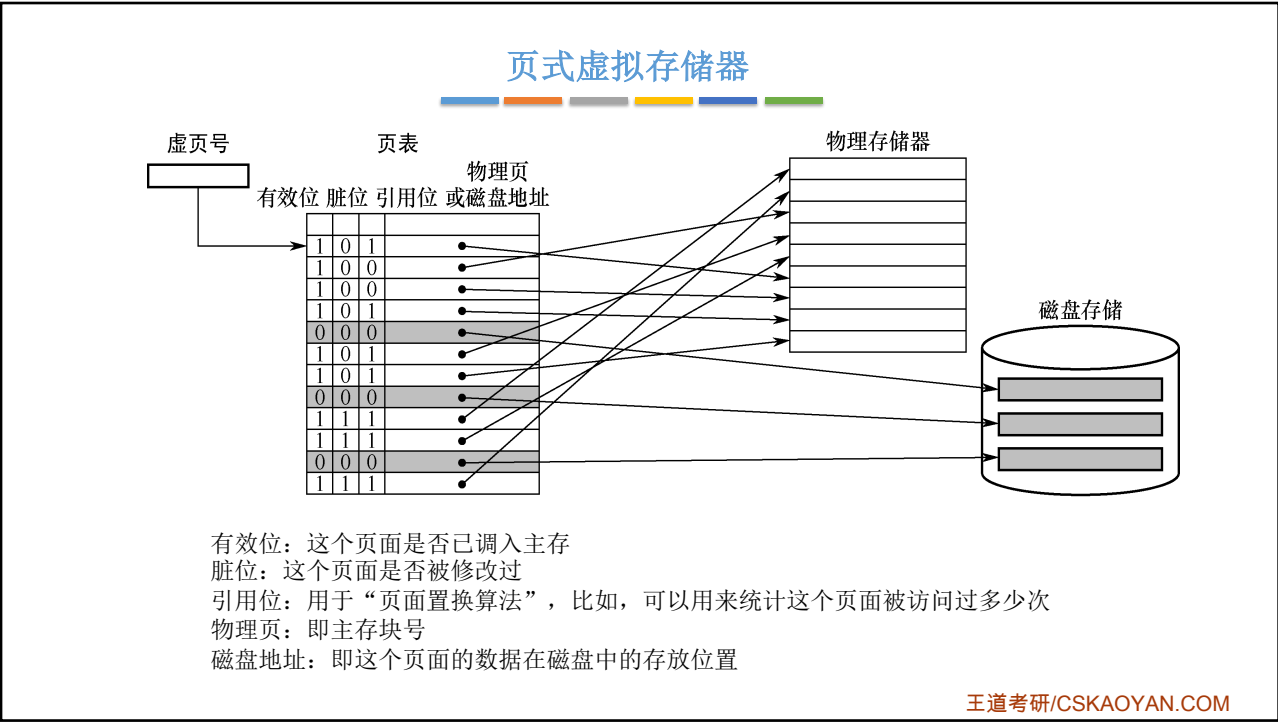 页式虚拟存储器
虚页号
页表
物理存储器
物理页
有效位 脏位 引用位 或磁盘地址
1 0 1
1 0 0
1 0 0
1 0 1
0 0 0
1 0 1
1 0 1
0 0 0
1 1 1
1 1 1
0 0 0
1 1 1
磁盘存储
有效位：这个页面是否已调入主存
脏位：这个页面是否被修改过
引用位：用于“页面置换算法”，比如，可以用来统计这个页面被访问过多少次
物理页：即主存块号
磁盘地址：即这个页面的数据在磁盘中的存放位置
王道考研/CSKAOYAN.COM